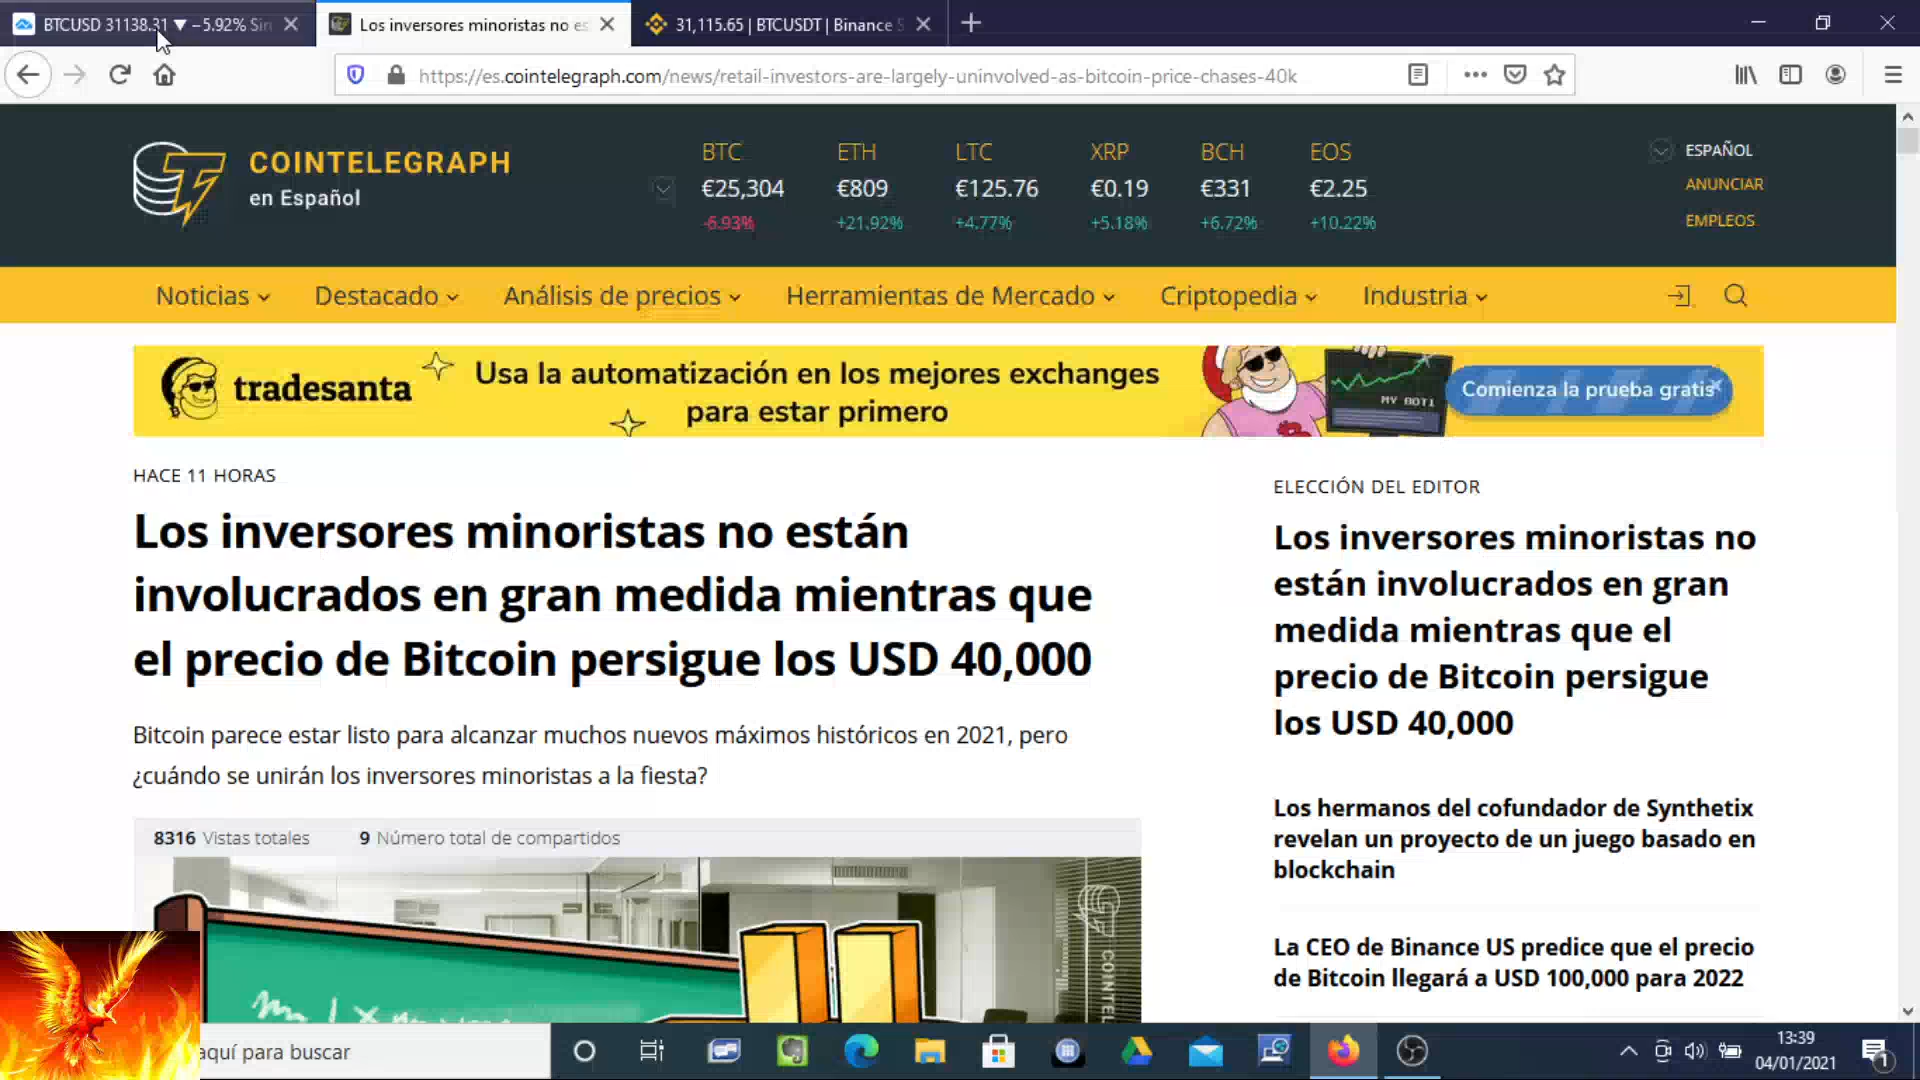 BTCUSD 31138.31 ▼ −5.92% Sin
Los inversores minoristas no es
31,115.65 | BTCUSDT | Binance S
https://es.cointelegraph.com/news/retail-investors-are-largely-uninvolved-as-bitcoin-price-chases-40k
COINTELEGRAPH
en Español
BTC ETH LTC XRP BCH EOS
€25,304 €809 €125.76 €0.19 €331 €2.25
-6.93% +21.92% +4.77% +5.18% +6.72% +10.22%
ESPAÑOL
ANUNCIAR
EMPLEOS
Noticias Destacado Análisis de precios Herramientas de Mercado Criptopedia Industria
tradesanta
Usa la automatización en los mejores exchanges
para estar primero
MY BOT1
Comienza la prueba gratis
HACE 11 HORAS
Los inversores minoristas no están
involucrados en gran medida mientras que
el precio de Bitcoin persigue los USD 40,000
Bitcoin parece estar listo para alcanzar muchos nuevos máximos históricos en 2021, pero
¿cuándo se unirán los inversores minoristas a la fiesta?
8316 Vistas totales 9 Número total de compartidos
COINTEL
ELECCIÓN DEL EDITOR
Los inversores minoristas no
están involucrados en gran
medida mientras que el
precio de Bitcoin persigue
los USD 40,000
Los hermanos del cofundador de Synthetix
revelan un proyecto de un juego basado en
blockchain
La CEO de Binance US predice que el precio
de Bitcoin llegará a USD 100,000 para 2022
aquí para buscar
13:39
04/01/2021
1